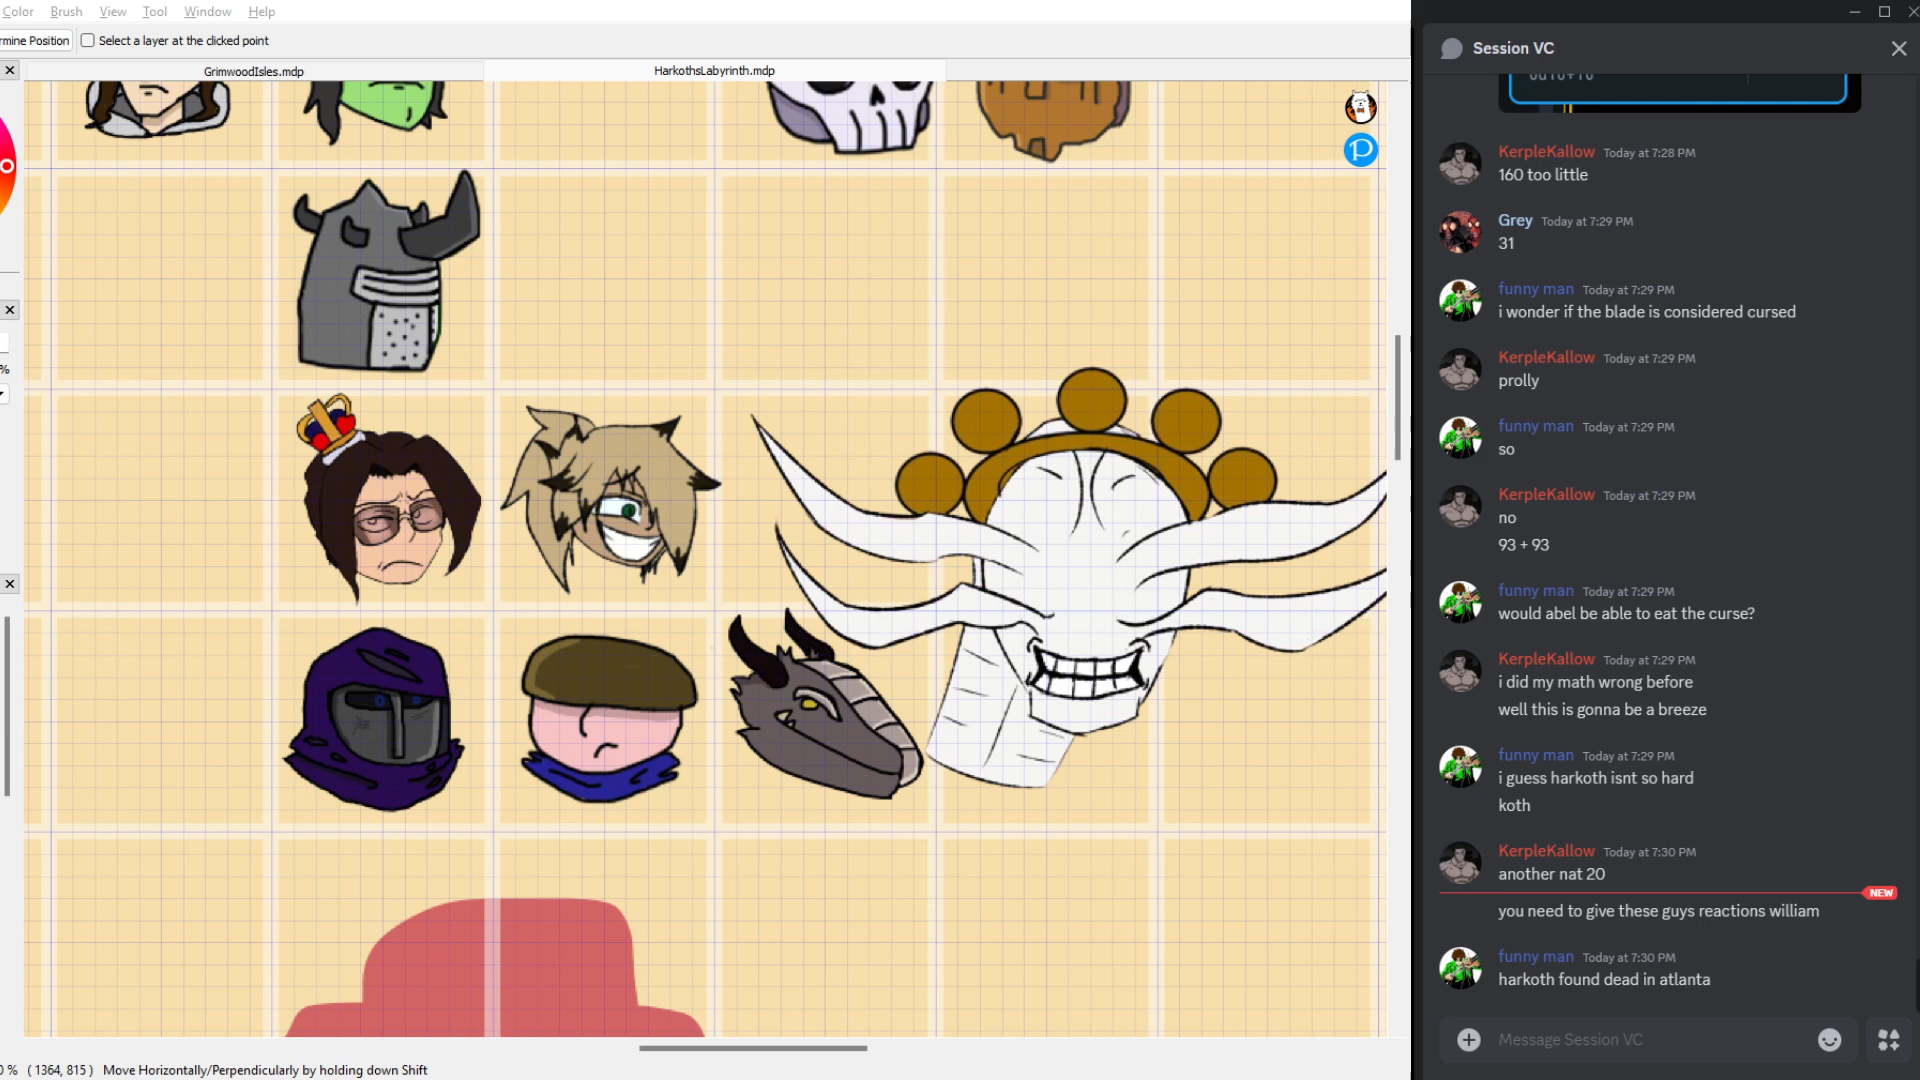 Color Brush View Tool Window Help
rmine Position Select a layer at the clicked point
GrimwoodIsles.mdp HarkothsLabyrinth.mdp
%
0 % ( 1364, 815 ) Move Horizontally/Perpendicularly by holding down Shift
Session VC
KerpleKallow Today at 7:28 PM
160 too little
Grey Today at 7:29 PM
31
funny man Today at 7:29 PM
i wonder if the blade is considered cursed
KerpleKallow Today at 7:29 PM
prolly
funny man Today at 7:29 PM
so
KerpleKallow Today at 7:29 PM
no
93 + 93
funny man Today at 7:29 PM
would abel be able to eat the curse?
KerpleKallow Today at 7:29 PM
i did my math wrong before
well this is gonna be a breeze
funny man Today at 7:29 PM
i guess harkoth isnt so hard
koth
KerpleKallow Today at 7:30 PM
another nat 20
NEW
you need to give these guys reactions william
funny man Today at 7:30 PM
harkoth found dead in atlanta
Message Session VC